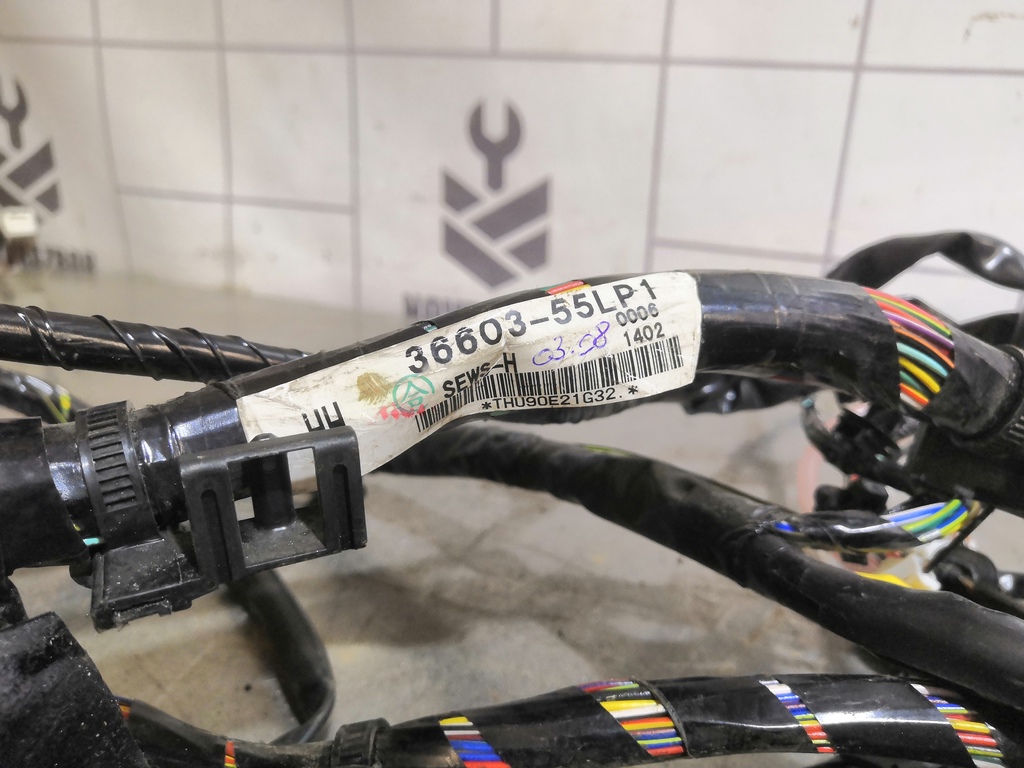 36603-55LP1
0006
03.08
1402
SEWS-H
HH
*THU90E21G32.*